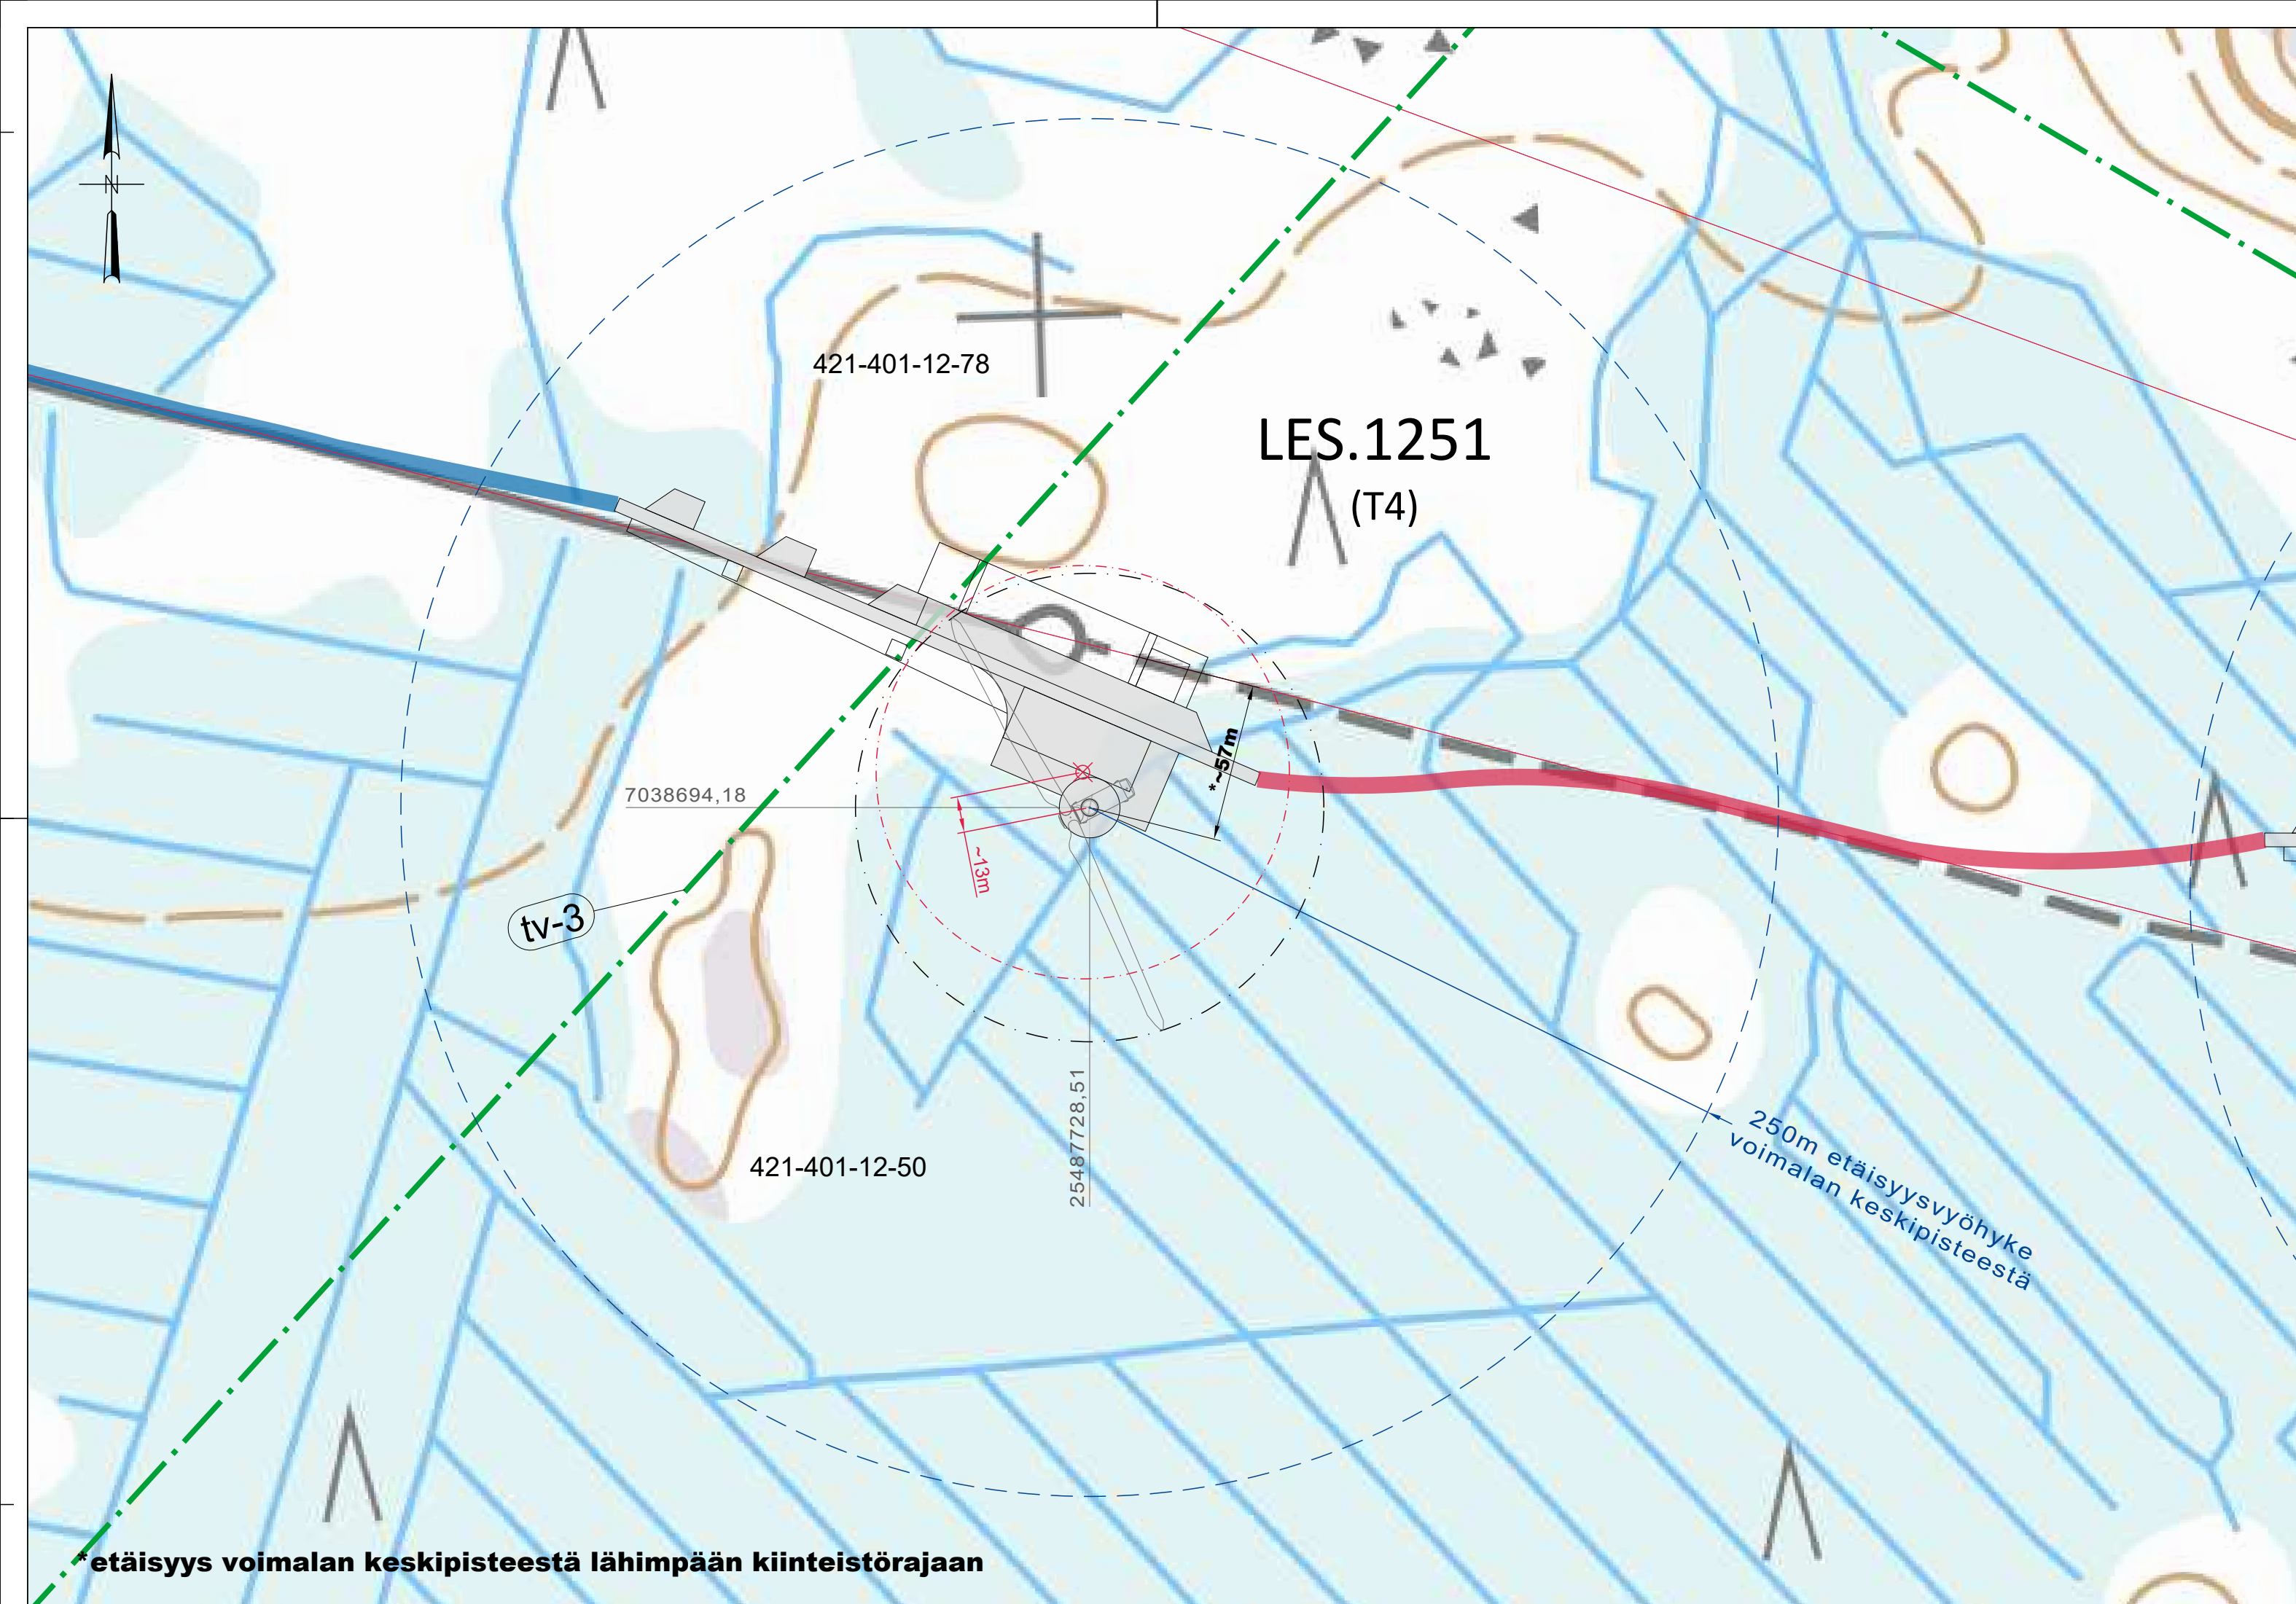 N
421-401-12-78
LES.1251
(T4)
*~57m
7038694,18
~13m
tv-3
25487728,51
250m etäisyysvyöhyke
voimalan keskipisteestä
421-401-12-50
*etäisyys voimalan keskipisteestä lähimpään kiinteistörajaan